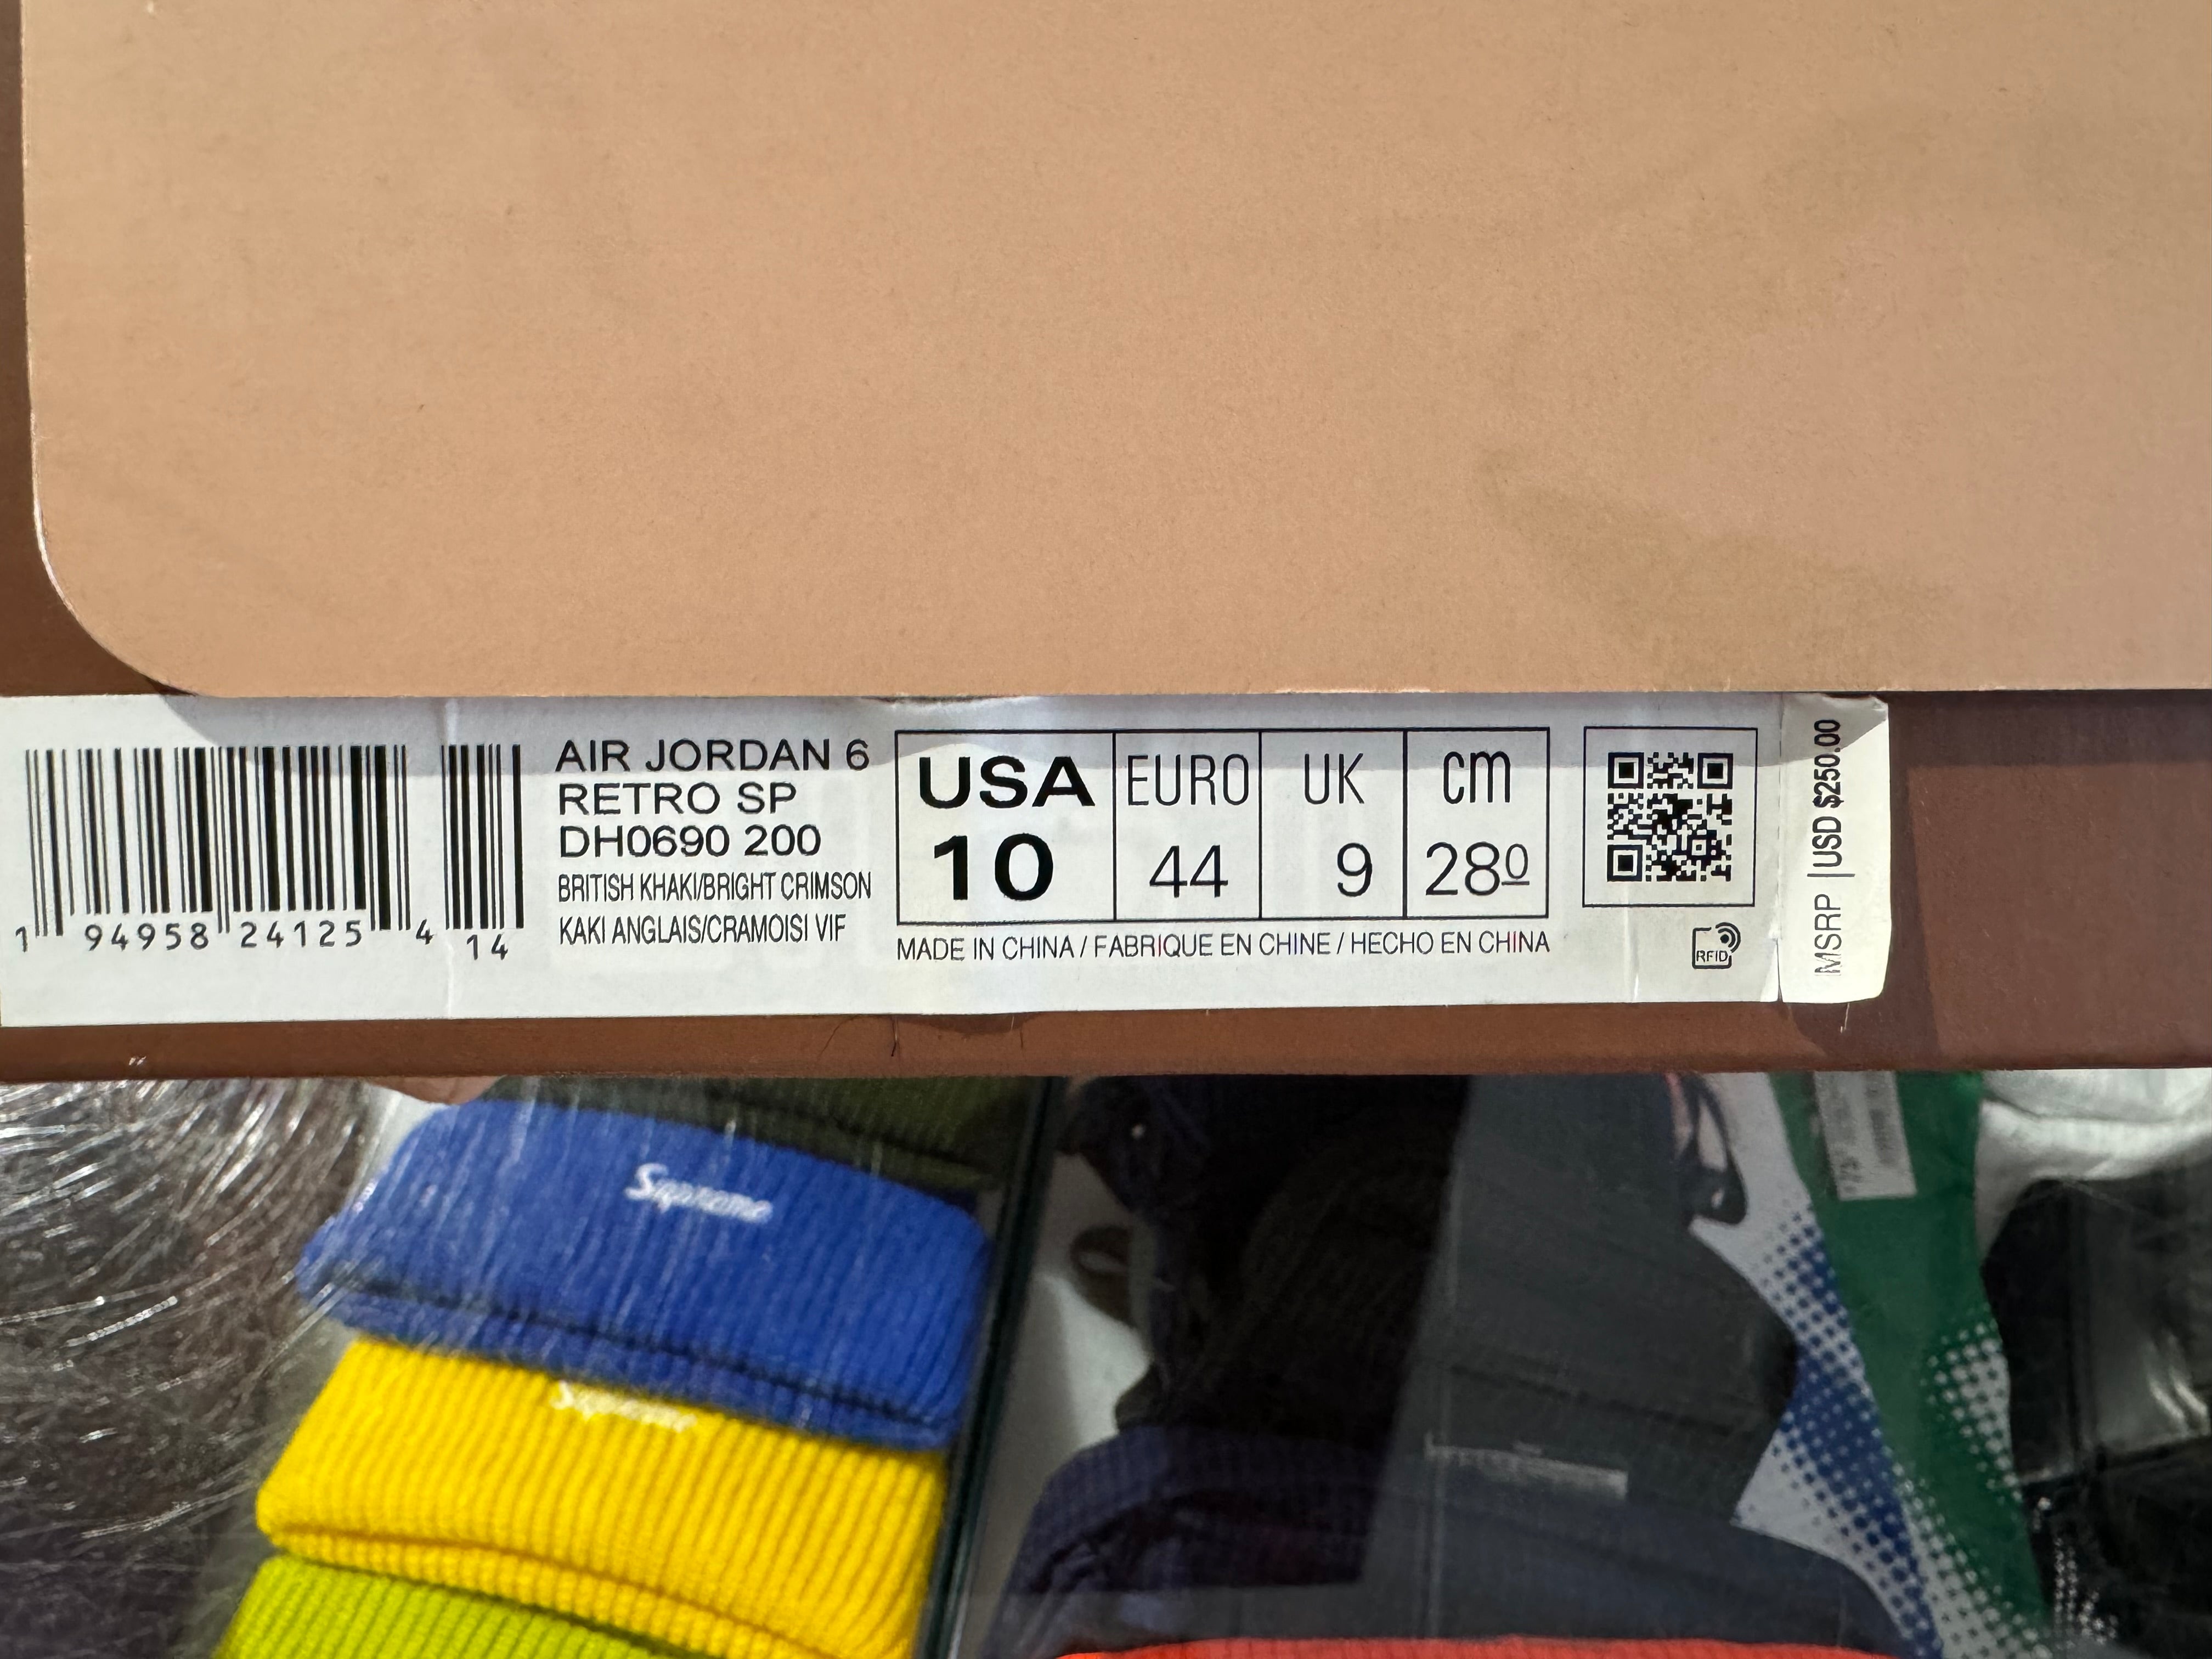 1 94958 24125 4
14
AIR JORDAN 6
RETRO SP
DH0690 200
BRITISH KHAKI/BRIGHT CRIMSON
KAKI ANGLAIS/CRAMOISI VIF
USA EURO UK cm
10 44 9 280
MADE IN CHINA / FABRIQUE EN CHINE / HECHO EN CHINA
RFID
MSRP |USD $250.00
Supreme
Supreme